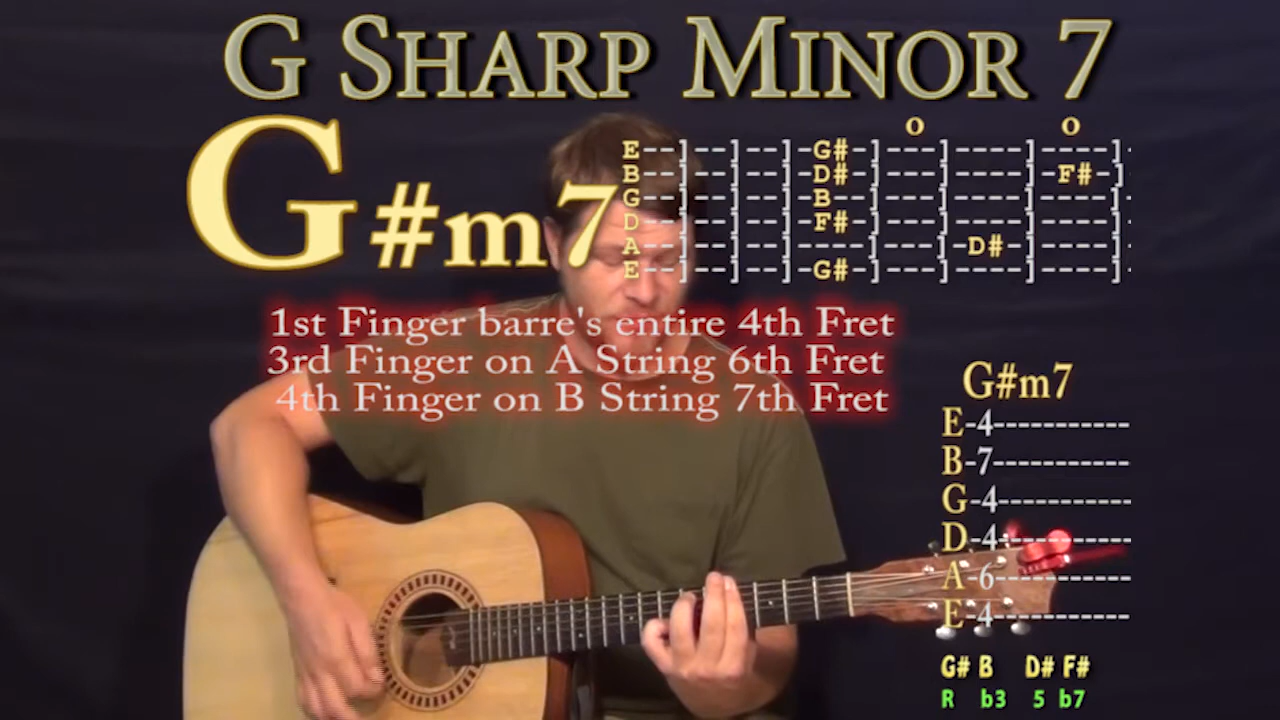 G SHARP MINOR 7
G#m7
o o
E--]--]--]-G#-]----]----]----].
B--]--]--]-D#-]----]----]-F#-]
G--]--]--]-B--]----]----]----].
D--]--]--]-F#-]----]----]----].
A--]--]--]----]---]-D#-]----].
E--]--]--]-G#-]----]----]----].
1st Finger barre's entire 4th Fret
3rd Finger on A String 6th Fret
4th Finger on B String 7th Fret
G#m7
E-4-----------
B-7-----------
G-4-----------
D-4-----------
A-6-----------
E-4-----------
G# B D# F#
R b3 5 b7